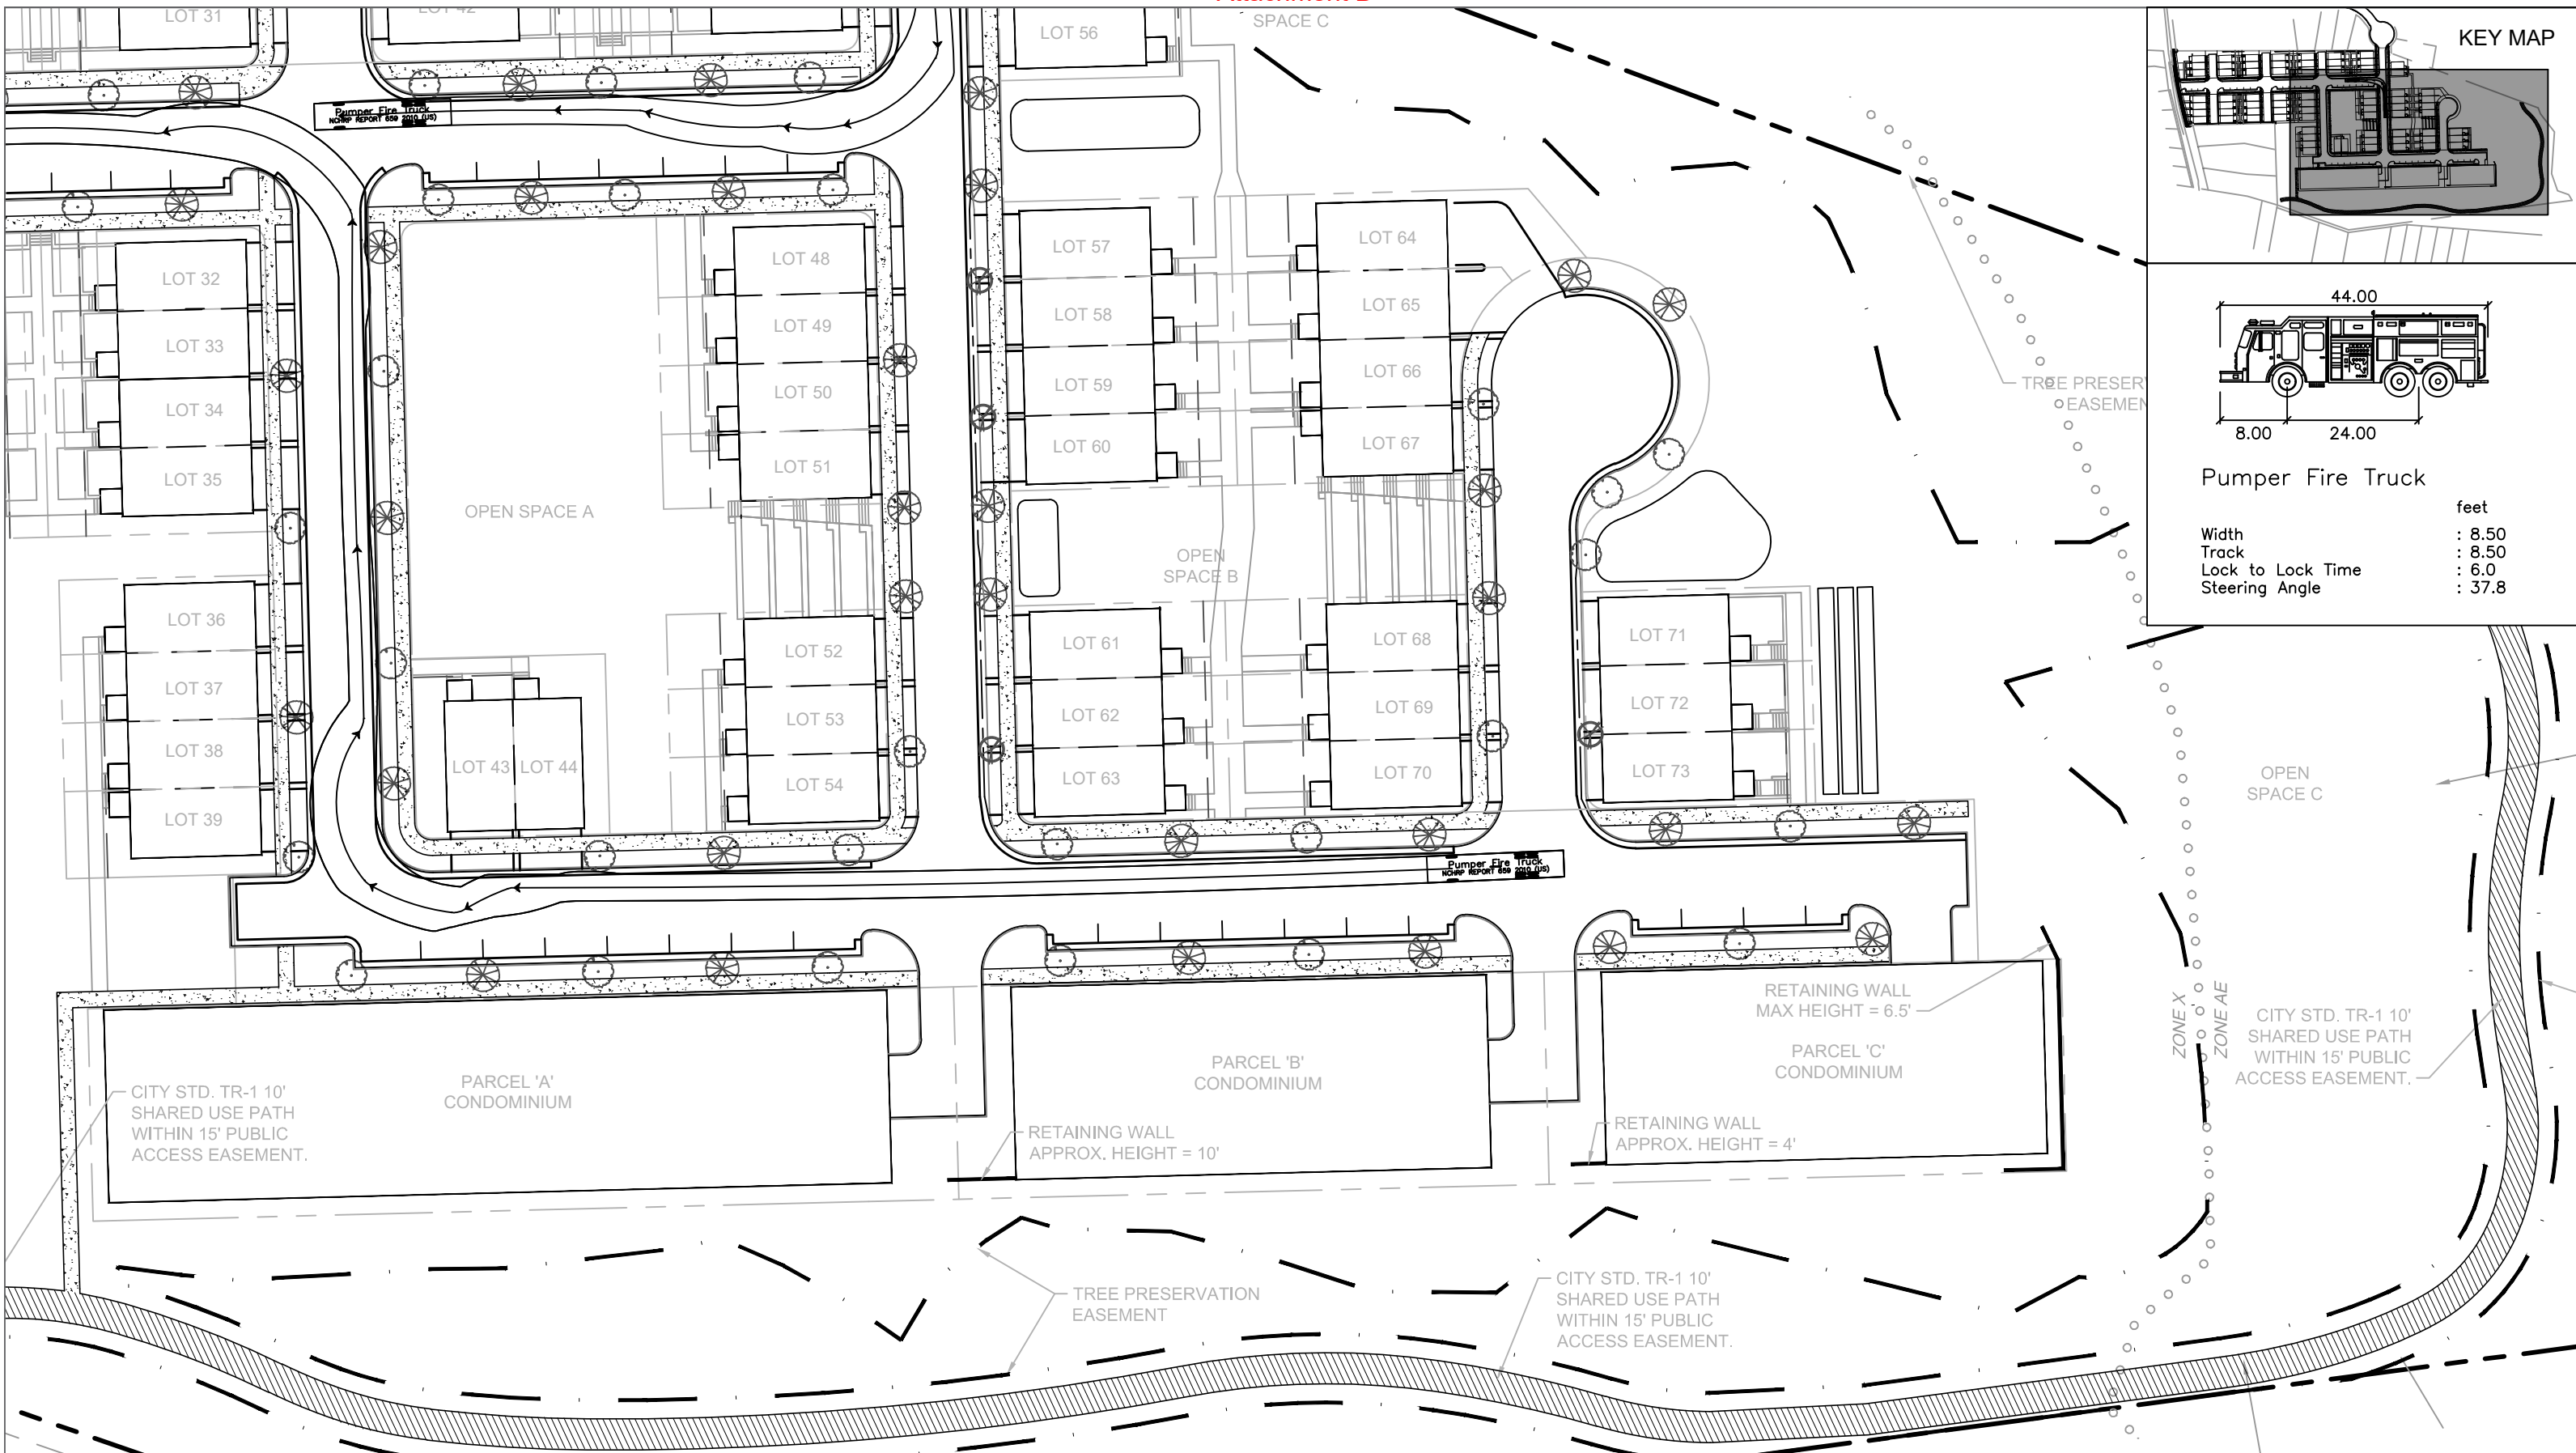 SPACE C
KEY MAP
LOT 31
LOT 42
LOT 56
Pumper Fire Truck
NCHRP REPORT 659 2010 (US)
LOT 32
LOT 33
LOT 34
LOT 35
LOT 36
LOT 37
LOT 38
LOT 39
OPEN SPACE A
LOT 43
LOT 44
LOT 48
LOT 49
LOT 50
LOT 51
LOT 52
LOT 53
LOT 54
LOT 57
LOT 58
LOT 59
LOT 60
OPEN
SPACE B
LOT 61
LOT 62
LOT 63
LOT 64
LOT 65
LOT 66
LOT 67
LOT 68
LOT 69
LOT 70
LOT 71
LOT 72
LOT 73
TREE PRESER
EASEMEN
44.00
8.00
24.00
Pumper Fire Truck
feet
Width : 8.50
Track : 8.50
Lock to Lock Time : 6.0
Steering Angle : 37.8
OPEN
SPACE C
Pumper Fire Truck
NCHRP REPORT 659 2010 (US)
RETAINING WALL
MAX HEIGHT = 6.5'
ZONE X
ZONE AE
CITY STD. TR-1 10'
SHARED USE PATH
WITHIN 15' PUBLIC
ACCESS EASEMENT.
PARCEL 'A'
CONDOMINIUM
PARCEL 'B'
CONDOMINIUM
PARCEL 'C'
CONDOMINIUM
CITY STD. TR-1 10'
SHARED USE PATH
WITHIN 15' PUBLIC
ACCESS EASEMENT.
RETAINING WALL
APPROX. HEIGHT = 10'
RETAINING WALL
APPROX. HEIGHT = 4'
TREE PRESERVATION
EASEMENT
CITY STD. TR-1 10'
SHARED USE PATH
WITHIN 15' PUBLIC
ACCESS EASEMENT.